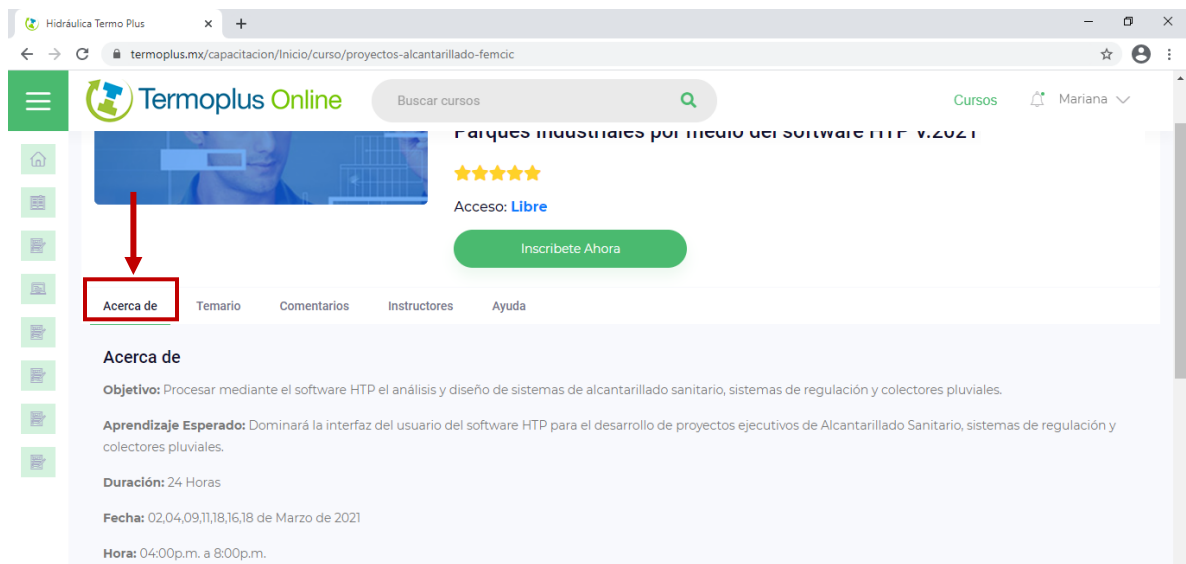 Hidráulica Termo Plus
termoplus.mx/capacitacion/Inicio/curso/proyectos-alcantarillado-femcic
Termoplus Online
Buscar cursos
Cursos
Mariana
Parques Industriales por medio del software HTP V.2021
Acceso: Libre
Inscribete Ahora
Acerca de
Temario
Comentarios
Instructores
Ayuda
Acerca de
Objetivo: Procesar mediante el software HTP el análisis y diseño de sistemas de alcantarillado sanitario, sistemas de regulación y colectores pluviales.
Aprendizaje Esperado: Dominará la interfaz del usuario del software HTP para el desarrollo de proyectos ejecutivos de Alcantarillado Sanitario, sistemas de regulación y
colectores pluviales.
Duración: 24 Horas
Fecha: 02,04,09,11,18,16,18 de Marzo de 2021
Hora: 04:00p.m. a 8:00p.m.